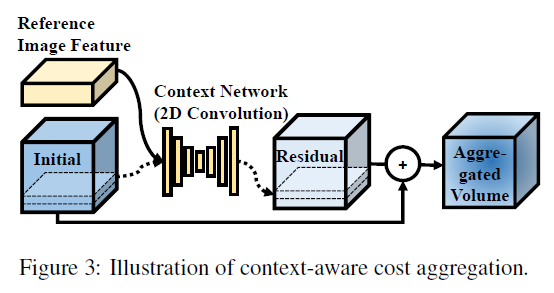 Reference
Image Feature
Context Network
(2D Convolution)
Initial
Residual
+
Aggre-
gated
Volume
Figure 3: Illustration of context-aware cost aggregation.